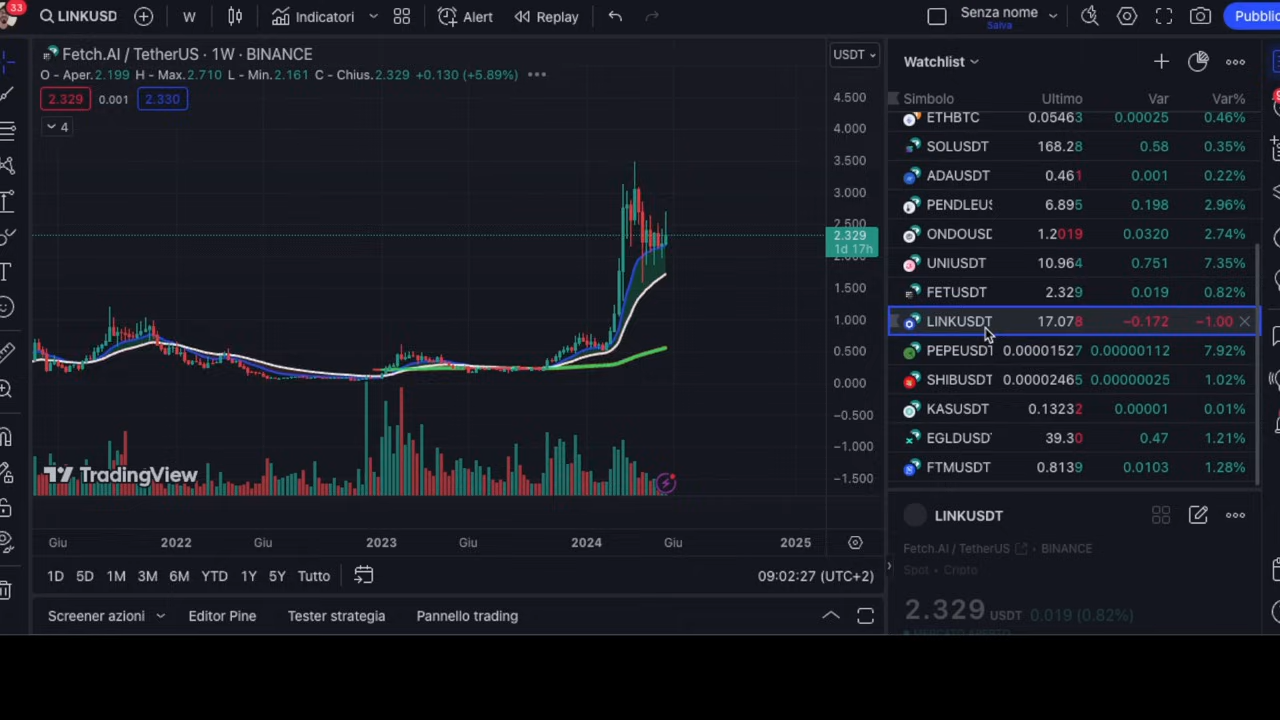 33
LINKUSD
W
Indicatori
Alert
Replay
Senza nome
Salva
Pubblic
Fetch.AI / TetherUS · 1W · BINANCE
O - Aper.2.199 H - Max.2.710 L - Min.2.161 C - Chius.2.329 +0.130 (+5.89%)
2.329 0.001 2.330
4
USDT
4.500
4.000
3.500
3.000
2.500
2.329
1d 17h
2.000
1.500
1.000
0.500
0.000
−0.500
−1.000
−1.500
TradingView
Giu 2022 Giu 2023 Giu 2024 Giu 2025
1D 5D 1M 3M 6M YTD 1Y 5Y Tutto
09:02:27 (UTC+2)
Screener azioni Editor Pine Tester strategia Pannello trading
Watchlist
Simbolo Ultimo Var Var%
ETHBTC 0.05463 0.00025 0.46%
SOLUSDT 168.28 0.58 0.35%
ADAUSDT 0.461 0.001 0.22%
PENDLEUS 6.895 0.198 2.96%
ONDOUSD 1.2019 0.0320 2.74%
UNIUSDT 10.964 0.751 7.35%
FETUSDT 2.329 0.019 0.82%
LINKUSDT 17.078 −0.172 −1.00
PEPEUSDT 0.00001527 0.00000112 7.92%
SHIBUSDT 0.00002465 0.00000025 1.02%
KASUSDT 0.13232 0.00001 0.01%
EGLDUSD 39.30 0.47 1.21%
FTMUSDT 0.8139 0.0103 1.28%
LINKUSDT
Fetch.AI / TetherUS · BINANCE
Spot • Cripto
2.329 USDT 0.019 (0.82%)